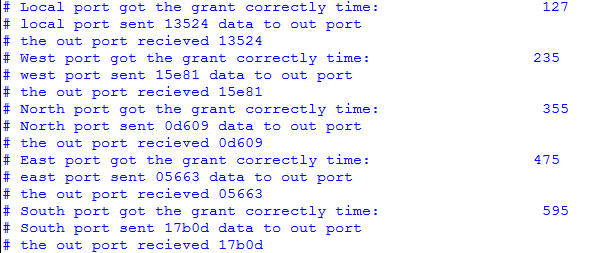 # Local port got the grant correctly time: 127
# local port sent 13524 data to out port
# the out port recieved 13524
# West port got the grant correctly time: 235
# west port sent 15e81 data to out port
# the out port recieved 15e81
# North port got the grant correctly time: 355
# North port sent 0d609 data to out port
# the out port recieved 0d609
# East port got the grant correctly time: 475
# east port sent 05663 data to out port
# the out port recieved 05663
# South port got the grant correctly time: 595
# South port sent 17b0d data to out port
# the out port recieved 17b0d